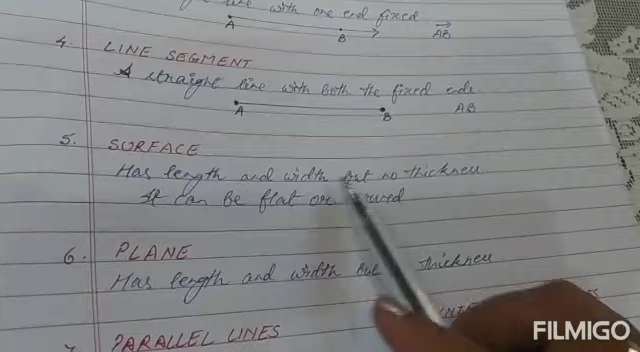 line with one end fixed
A B AB
4. LINE SEGMENT
A straight line with both the fixed ends.
A B AB
5. SURFACE
Has length and width but no thickness
It can be flat or
6. PLANE
Has length and width but thickness
7. PARALLEL LINES
FILMIGO